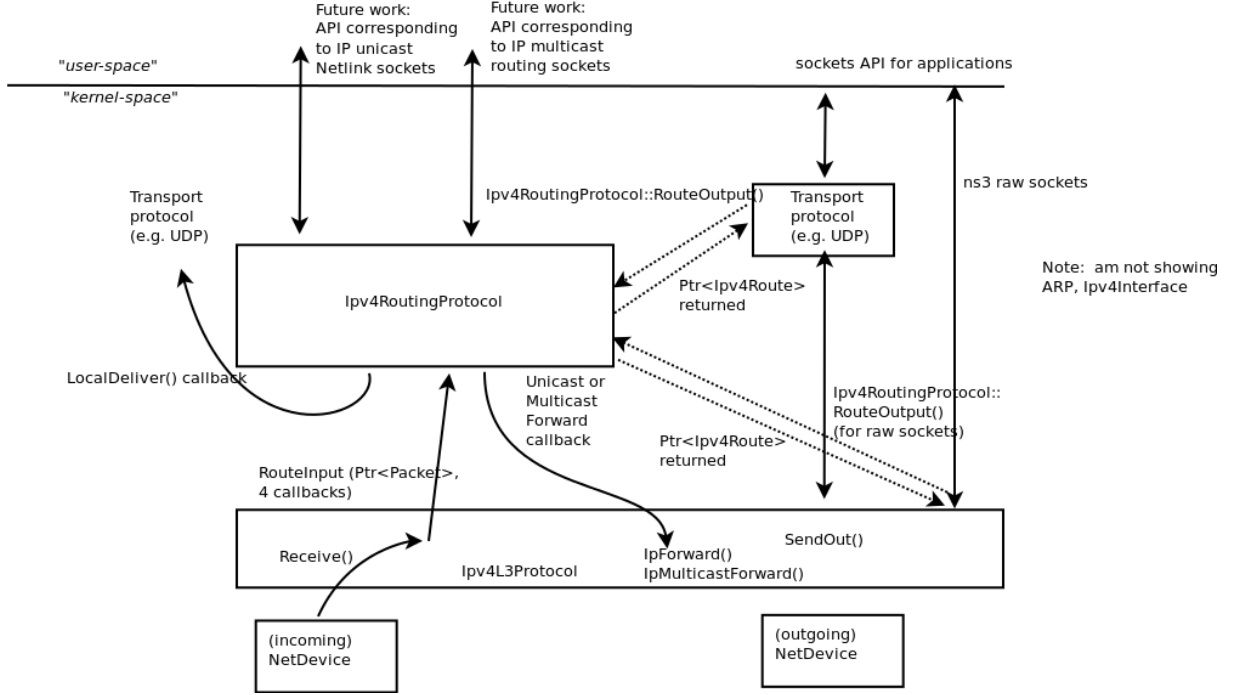 Future work:
API corresponding
to IP unicast
Netlink sockets
Future work:
API corresponding
to IP multicast
routing sockets
"user-space"
sockets API for applications
"kernel-space"
Transport
protocol
(e.g. UDP)
Ipv4RoutingProtocol::RouteOutput()
Transport
protocol
(e.g. UDP)
ns3 raw sockets
Note:  am not showing
ARP, Ipv4Interface
Ipv4RoutingProtocol
Ptr<Ipv4Route>
returned
LocalDeliver() callback
Unicast or
Multicast
Forward
callback
Ipv4RoutingProtocol::
RouteOutput()
(for raw sockets)
Ptr<Ipv4Route>
returned
RouteInput (Ptr<Packet>,
4 callbacks)
Receive()
Ipv4L3Protocol
IpForward()
IpMulticastForward()
SendOut()
(incoming)
NetDevice
(outgoing)
NetDevice